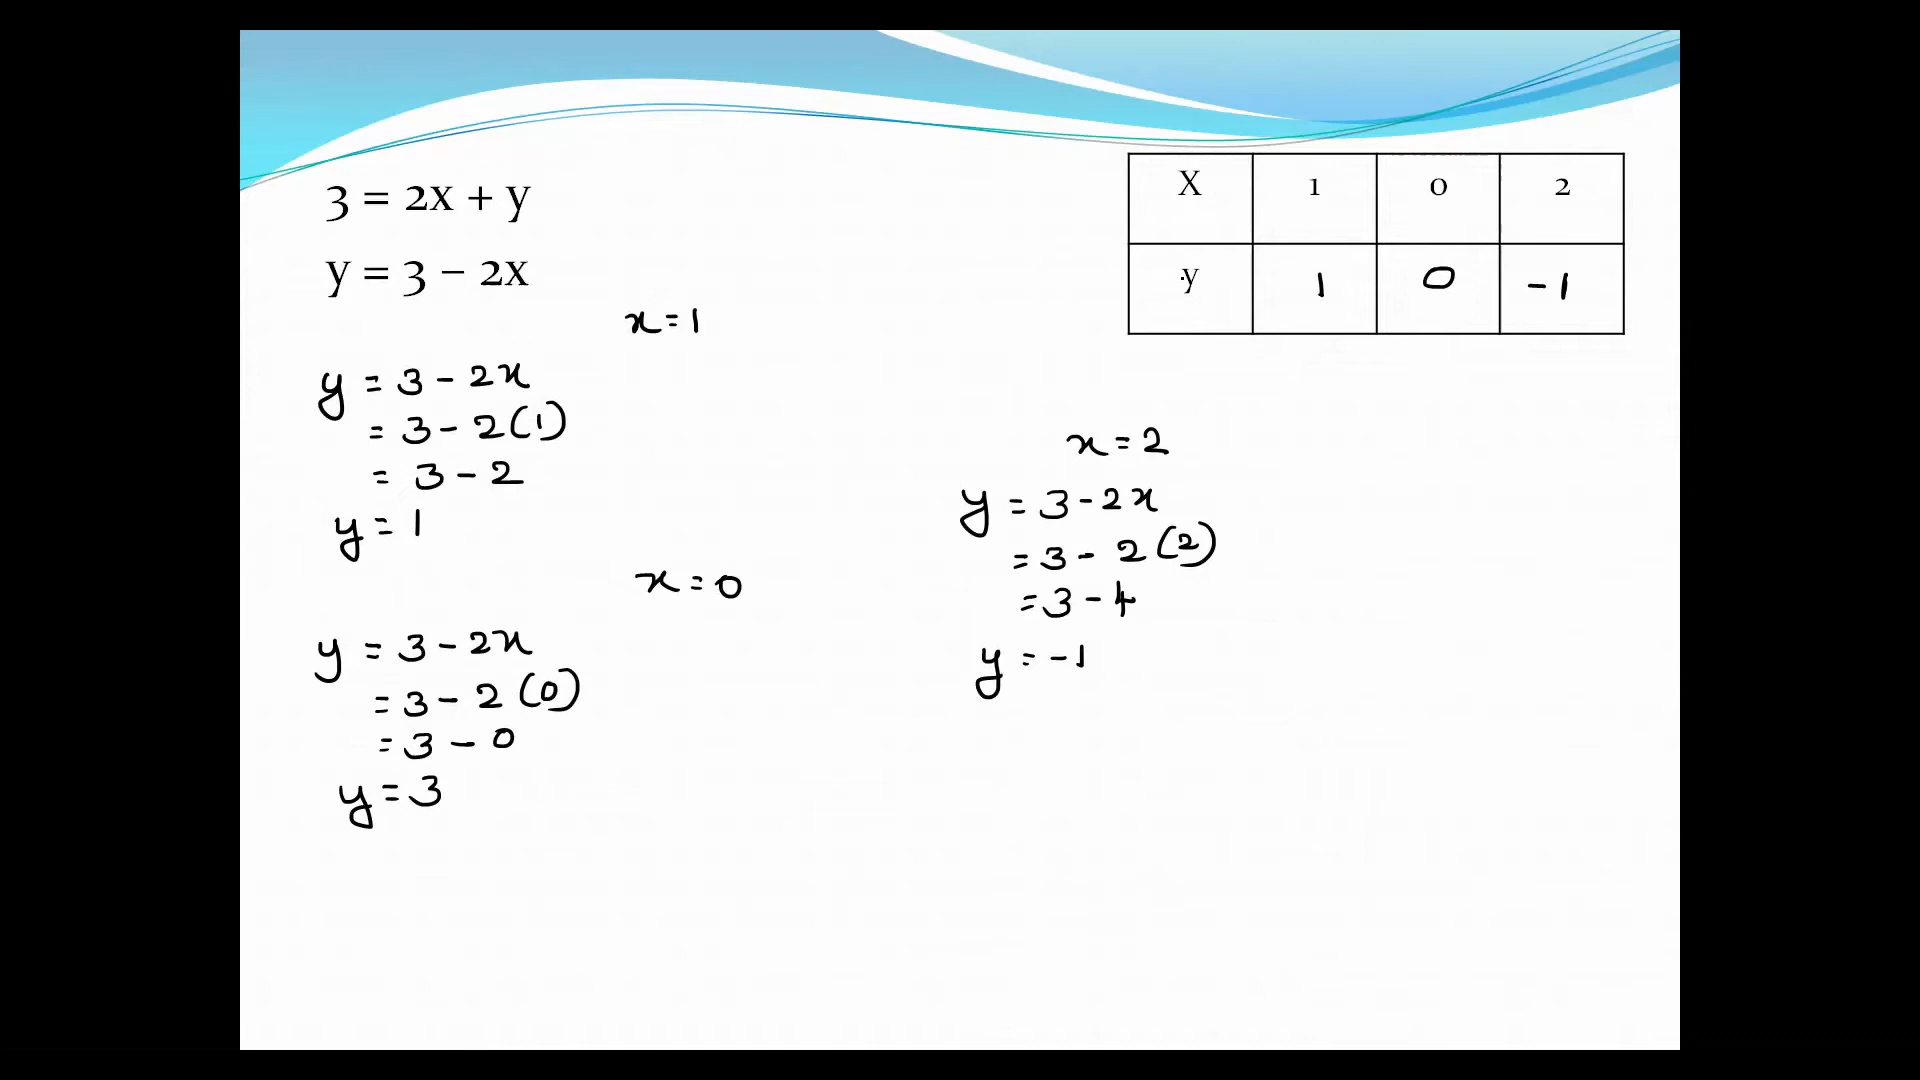 3 = 2x + y
y = 3 – 2x
X 1 0 2
y 1 0 -1
x = 1
y = 3 - 2x
= 3 - 2(1)
= 3 - 2
y = 1
x = 0
y = 3 - 2x
= 3 - 2(0)
= 3 - 0
y = 3
x = 2
y = 3 - 2x
= 3 - 2(2)
= 3 - 4
y = -1